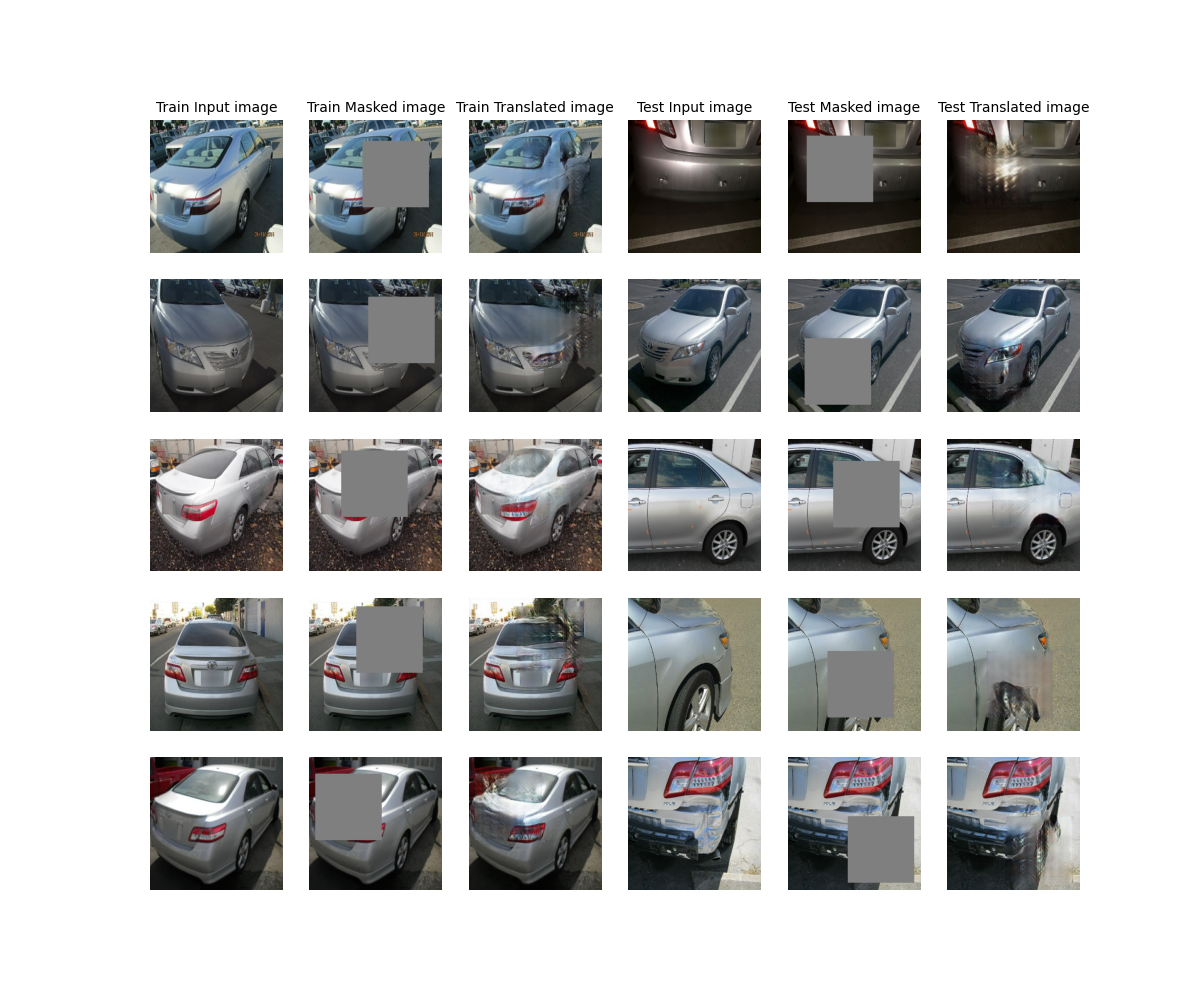 Train Input image
Train Masked image
Train Translated image
Test Input image
Test Masked image
Test Translated image